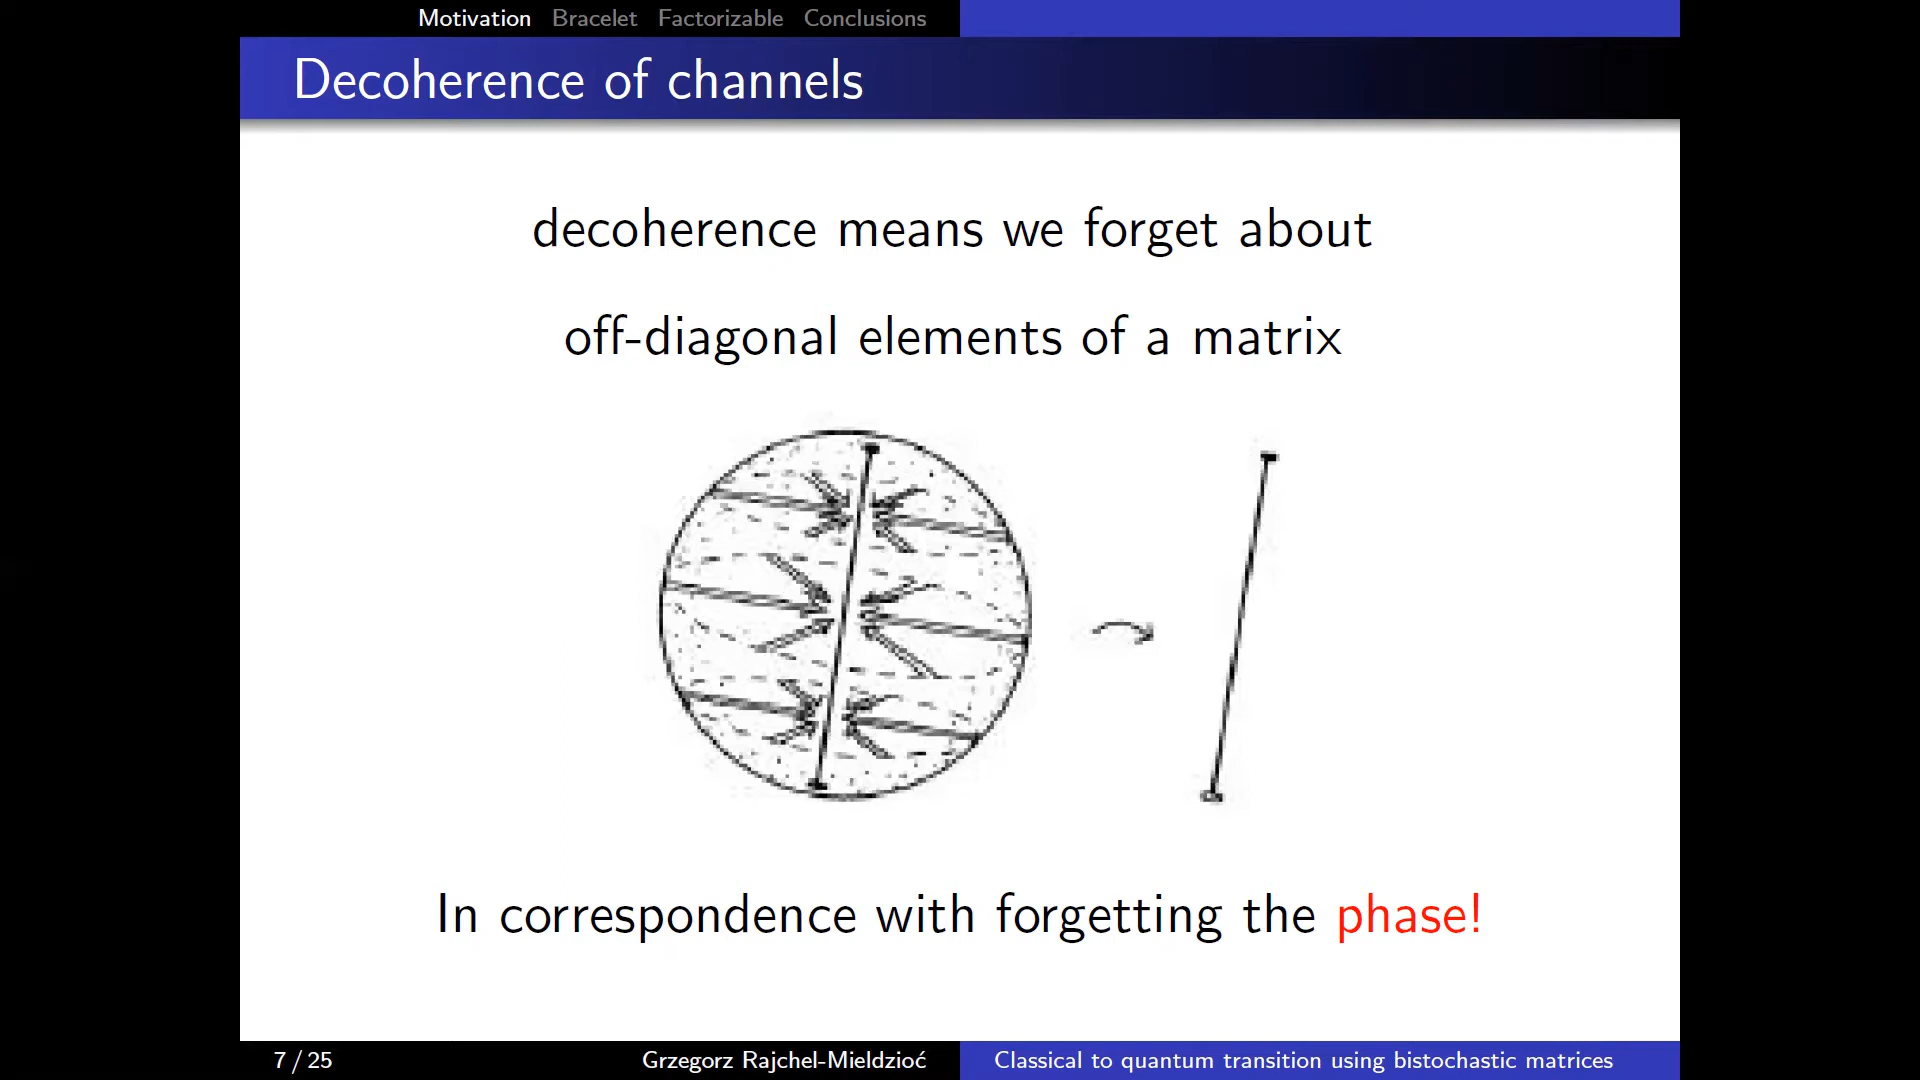 Motivation Bracelet Factorizable Conclusions
Decoherence of channels
decoherence means we forget about
off-diagonal elements of a matrix
In correspondence with forgetting the phase!
7 / 25
Grzegorz Rajchel-Mieldzioć
Classical to quantum transition using bistochastic matrices